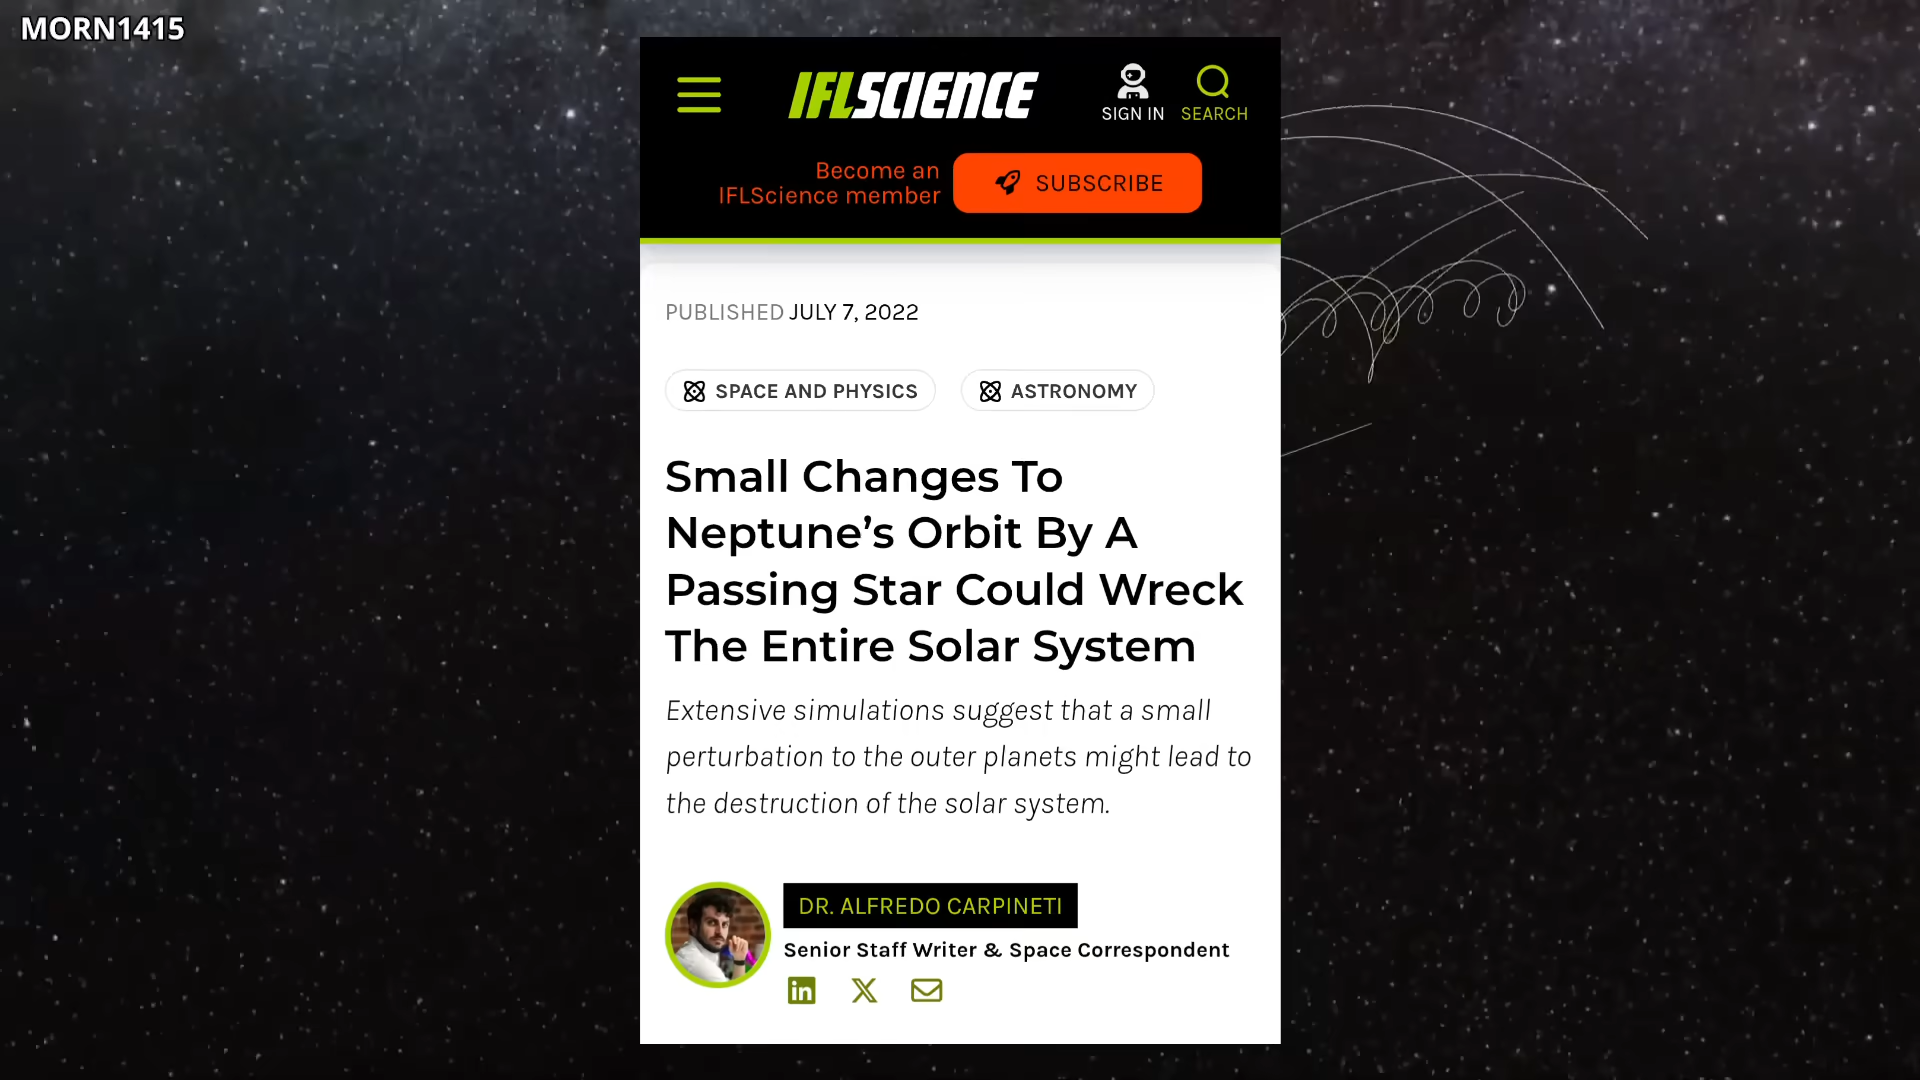 MORN1415
IFLSCIENCE
SIGN IN
SEARCH
Become an
IFLScience member
SUBSCRIBE
PUBLISHED JULY 7, 2022
SPACE AND PHYSICS
ASTRONOMY
Small Changes To
Neptune’s Orbit By A
Passing Star Could Wreck
The Entire Solar System
Extensive simulations suggest that a small
perturbation to the outer planets might lead to
the destruction of the solar system.
DR. ALFREDO CARPINETI
Senior Staff Writer & Space Correspondent